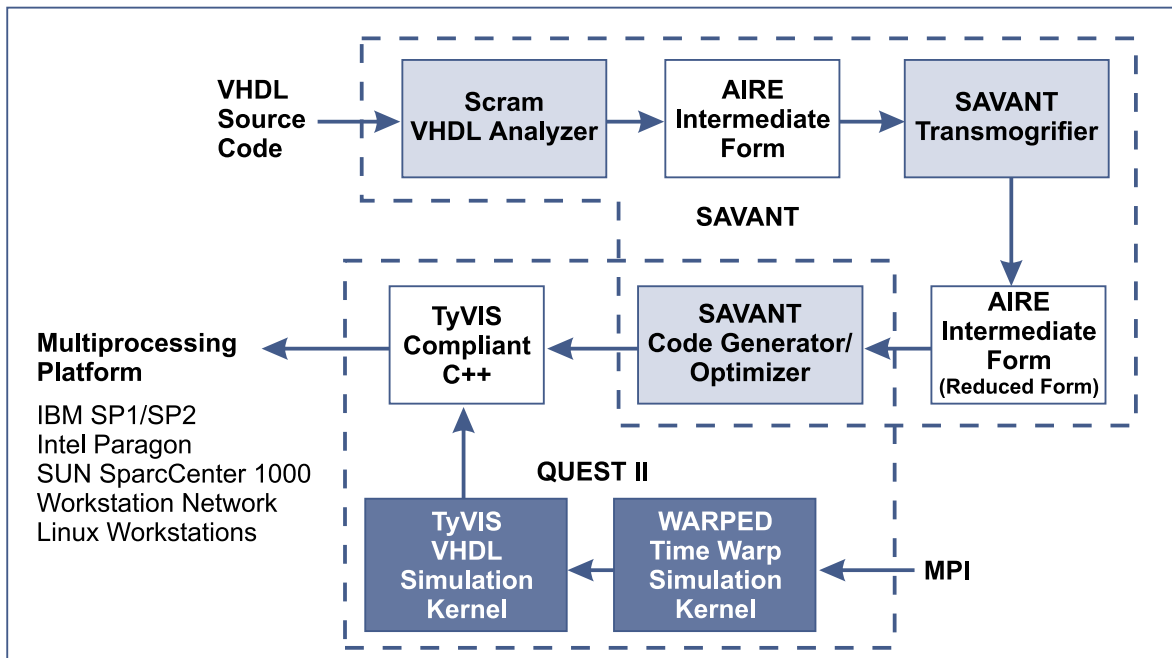 VHDL
Source
Code
Scram
VHDL Analyzer
AIRE
Intermediate
Form
SAVANT
Transmogrifier
SAVANT
AIRE
Intermediate
Form
(Reduced Form)
SAVANT
Code Generator/
Optimizer
TyVIS
Compliant
C++
Multiprocessing
Platform
IBM SP1/SP2
Intel Paragon
SUN SparcCenter 1000
Workstation Network
Linux Workstations
QUEST II
TyVIS
VHDL
Simulation
Kernel
WARPED
Time Warp
Simulation
Kernel
MPI